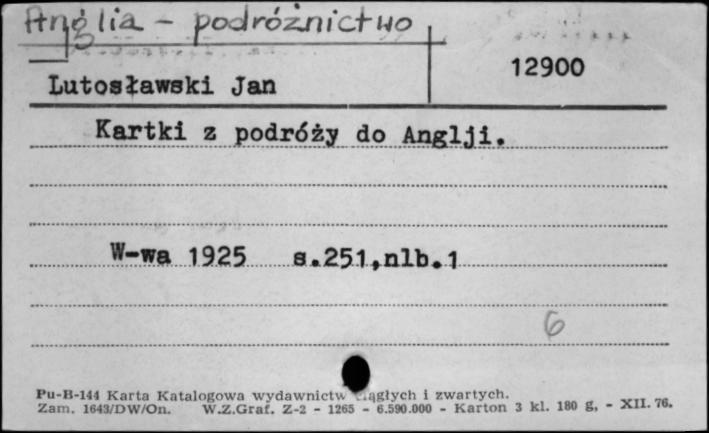 Anglia - podróżnictwo
Lutosławski Jan
12900
Kartki z podróży do Anglji.
W-wa 1925 s.251,nlb.1
6
Pu-B-144 Karta Katalogowa wydawnictw ciągłych i zwartych.
Zam. 1643/DW/On. W.Z.Graf. Z-2 - 1265 - 6.590.000 - Karton 3 kl. 180 g, - XII. 76.